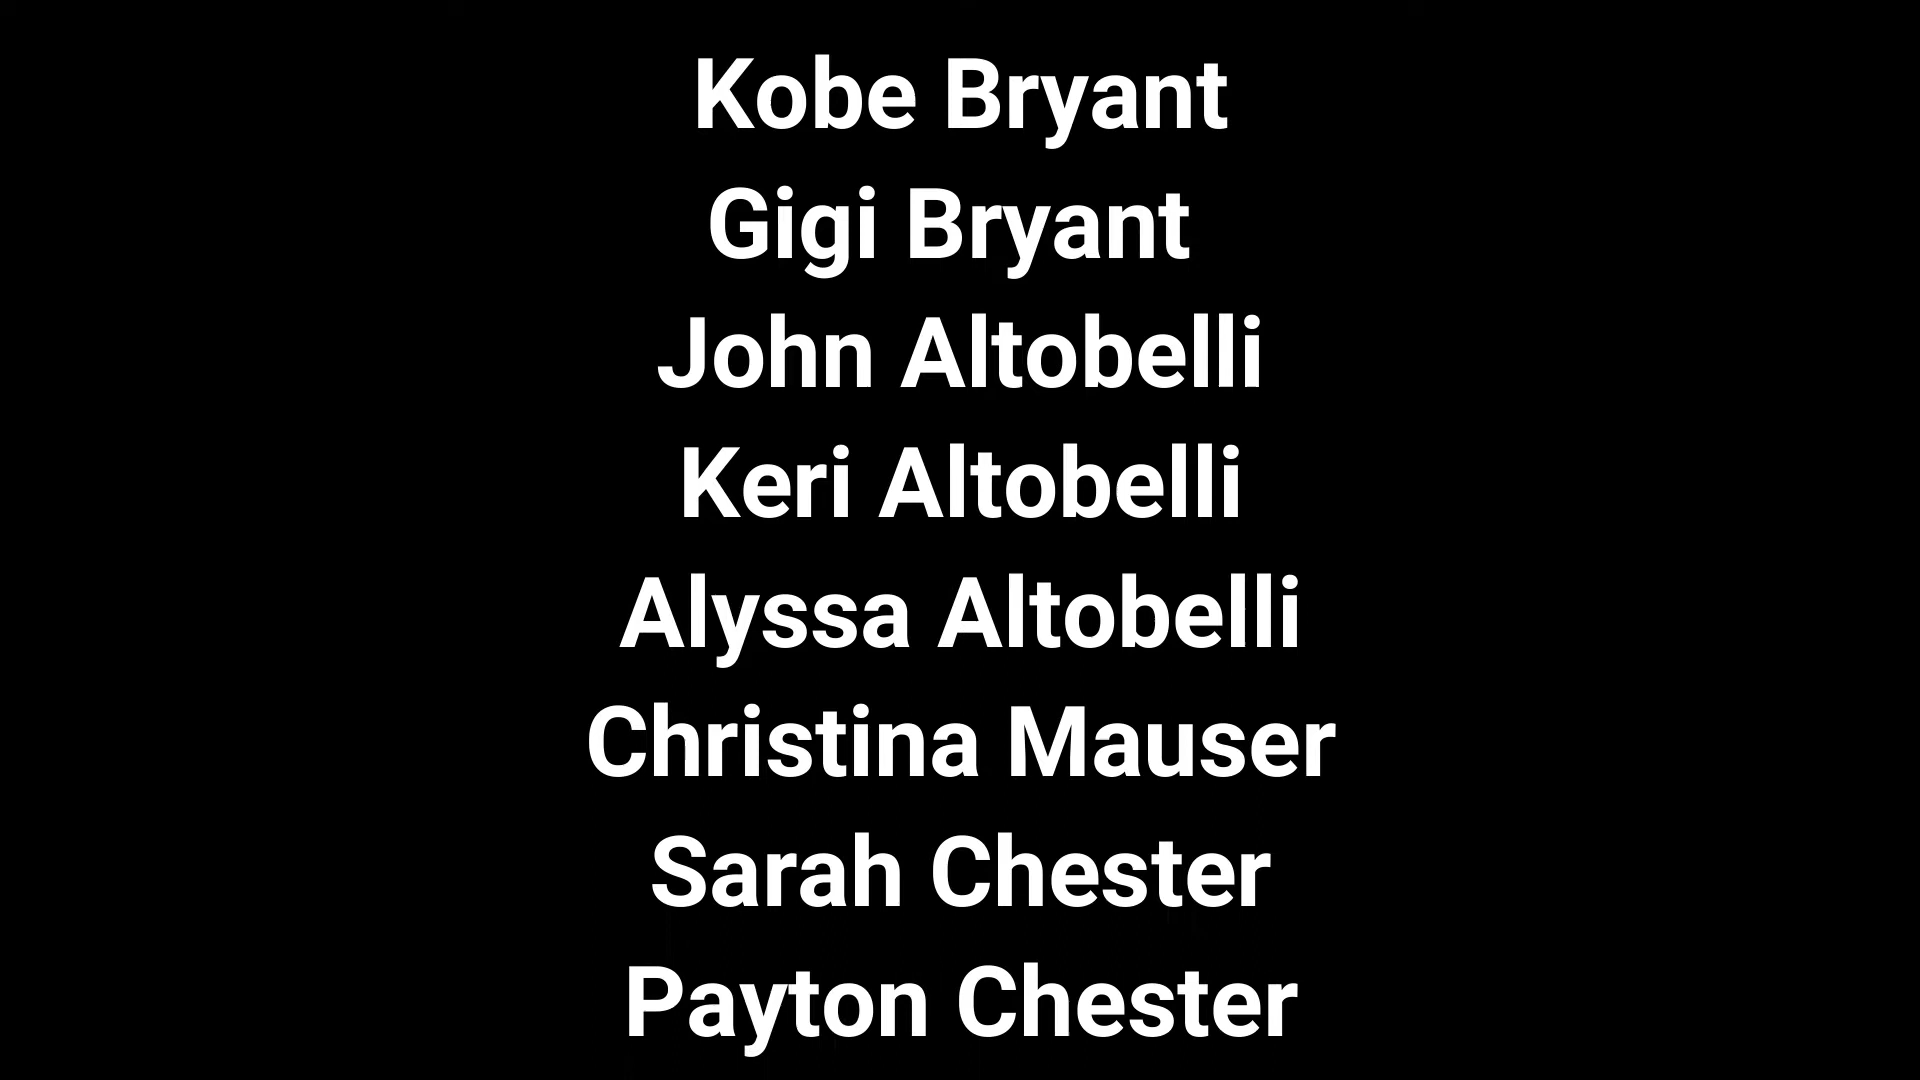 Kobe Bryant
Gigi Bryant
John Altobelli
Keri Altobelli
Alyssa Altobelli
Christina Mauser
Sarah Chester
Payton Chester